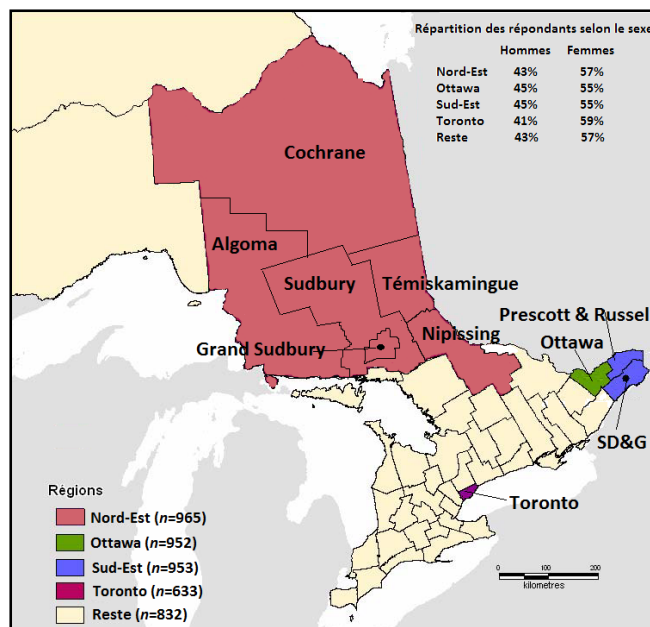 Répartition des répondants selon le sexe
Hommes Femmes
Nord-Est 43% 57%
Ottawa 45% 55%
Sud-Est 45% 55%
Toronto 41% 59%
Reste 43% 57%
Cochrane
Algoma
Sudbury
Témiskamingue
Prescott & Russel
Nipissing
Ottawa
Grand Sudbury
SD&G
Toronto
Régions
Nord-Est (n=965)
Ottawa (n=952)
Sud-Est (n=953)
Toronto (n=633)
Reste (n=832)
0 100 200
kilometres